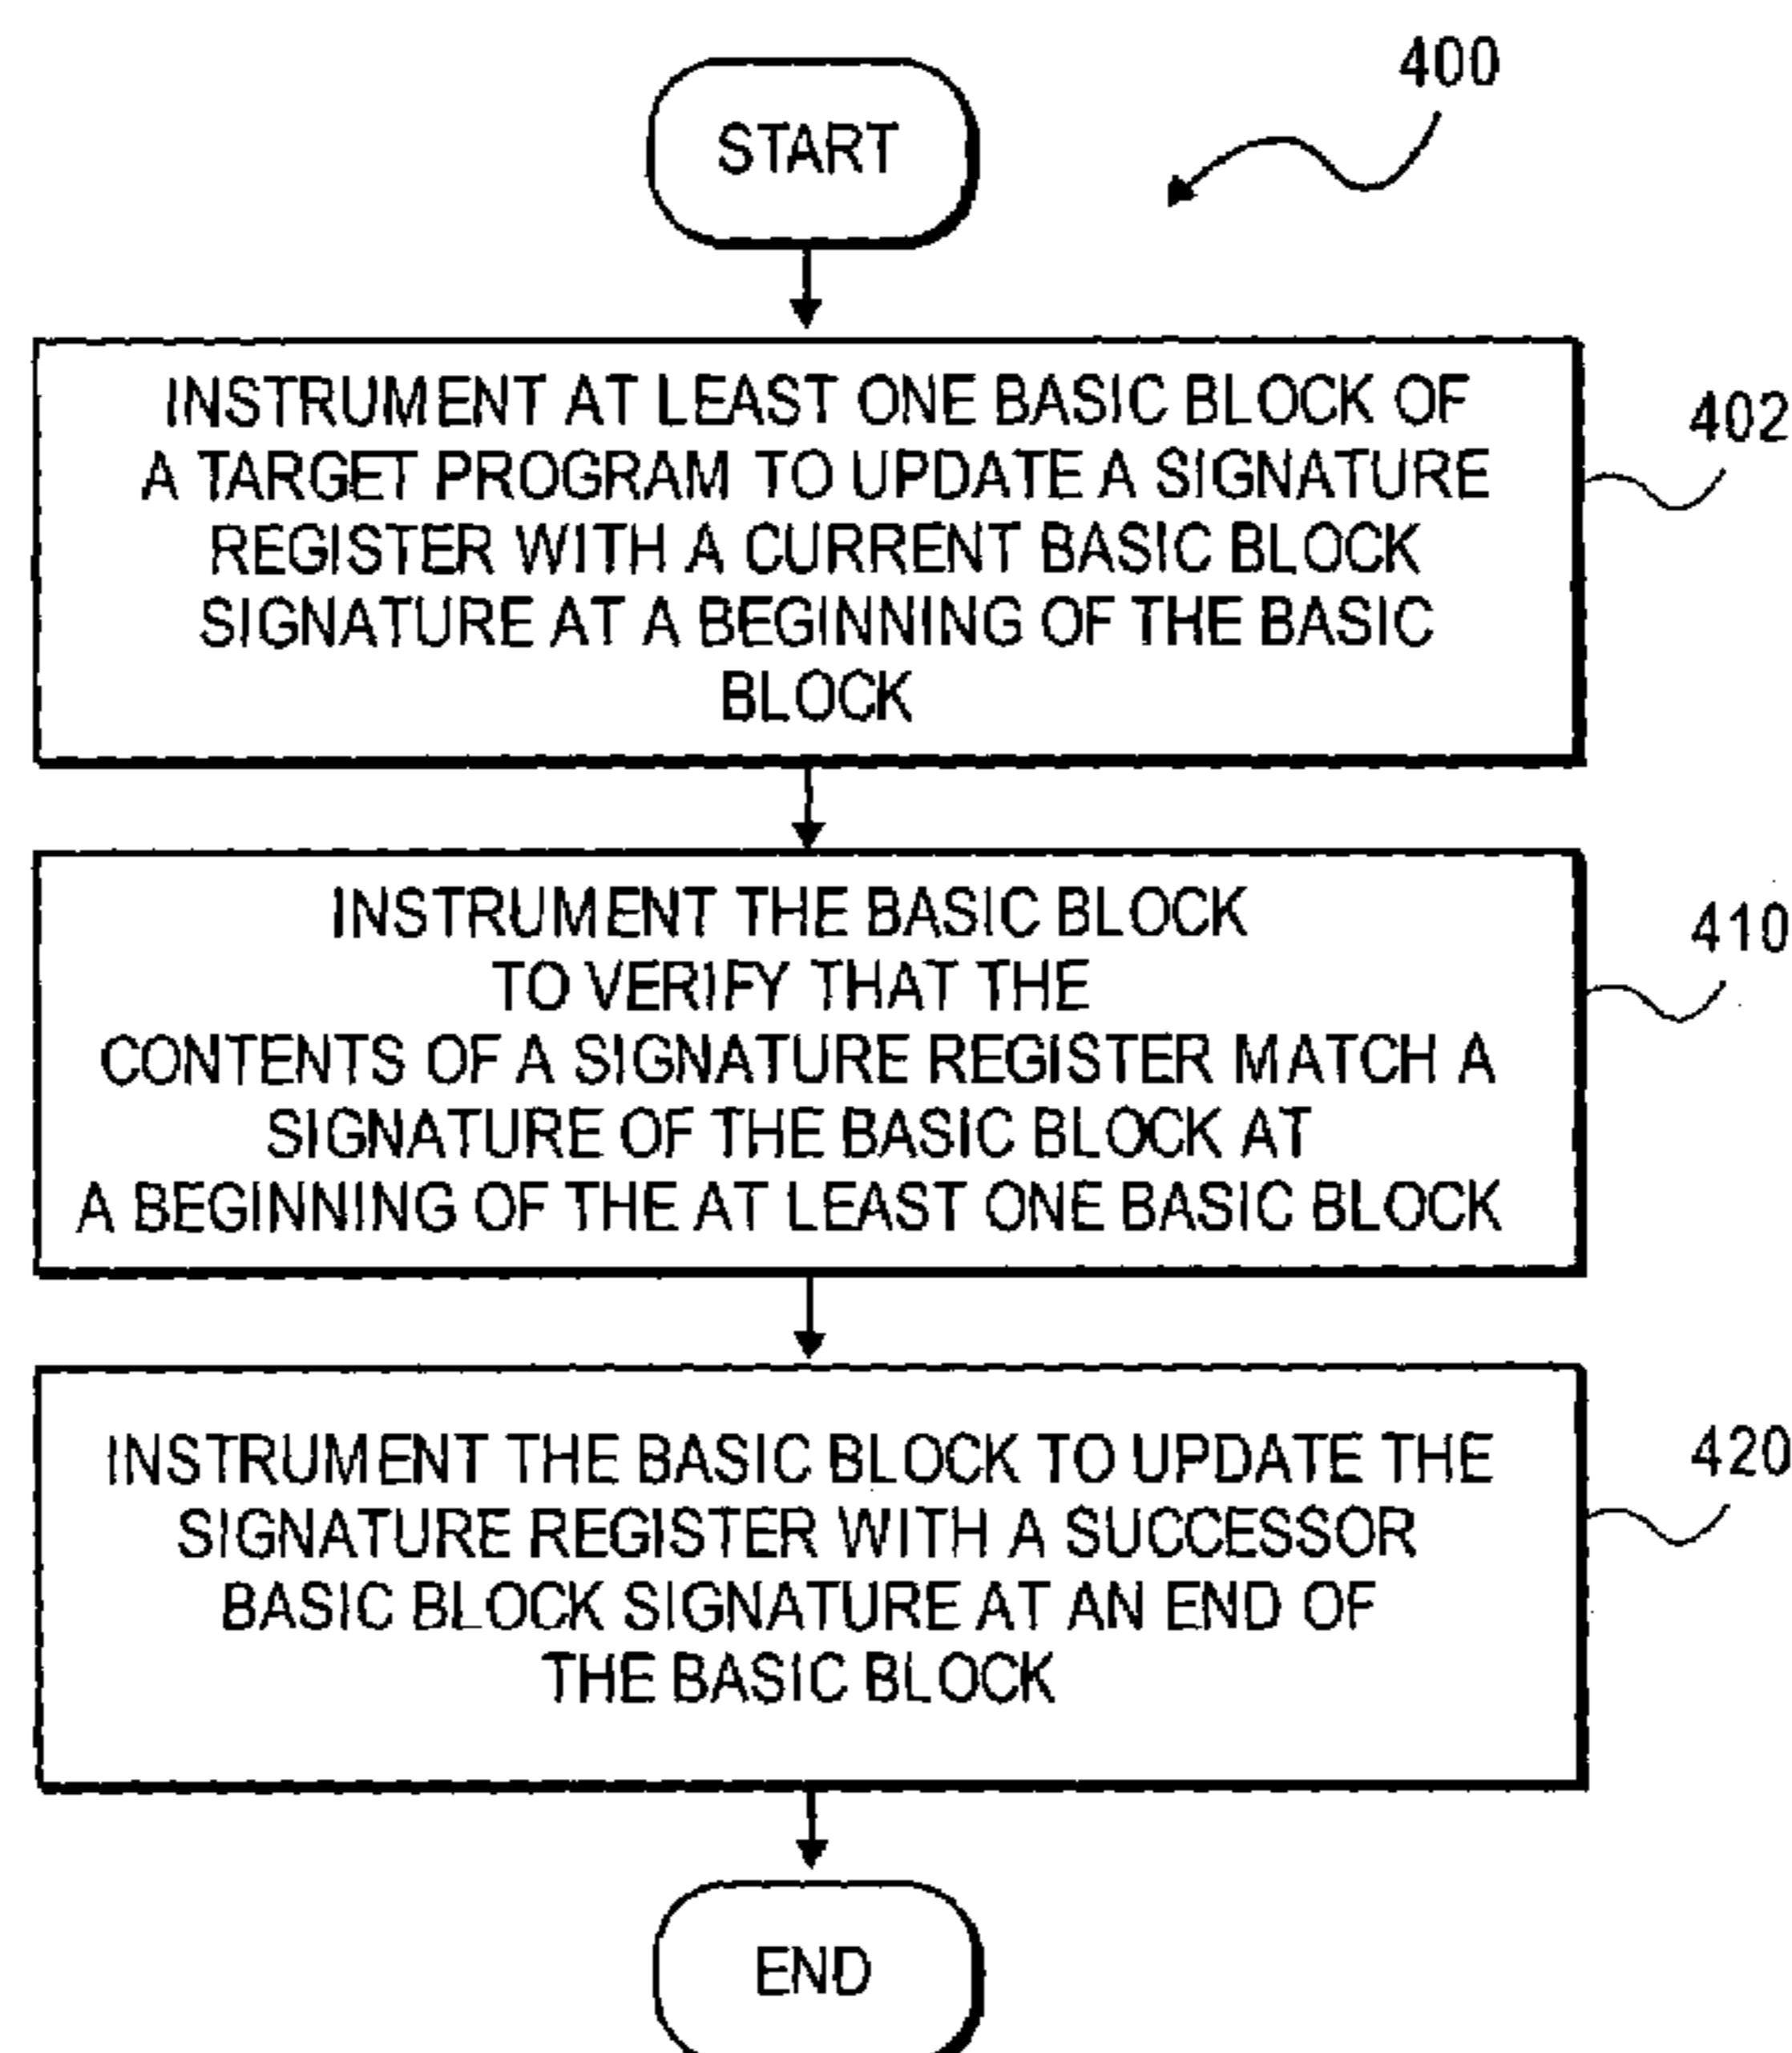 400
START
INSTRUMENT AT LEAST ONE BASIC BLOCK OF
A TARGET PROGRAM TO UPDATE A SIGNATURE
REGISTER WITH A CURRENT BASIC BLOCK
SIGNATURE AT A BEGINNING OF THE BASIC
BLOCK
402
INSTRUMENT THE BASIC BLOCK
TO VERIFY THAT THE
CONTENTS OF A SIGNATURE REGISTER MATCH A
SIGNATURE OF THE BASIC BLOCK AT
A BEGINNING OF THE AT LEAST ONE BASIC BLOCK
410
INSTRUMENT THE BASIC BLOCK TO UPDATE THE
SIGNATURE REGISTER WITH A SUCCESSOR
BASIC BLOCK SIGNATURE AT AN END OF
THE BASIC BLOCK
420
END